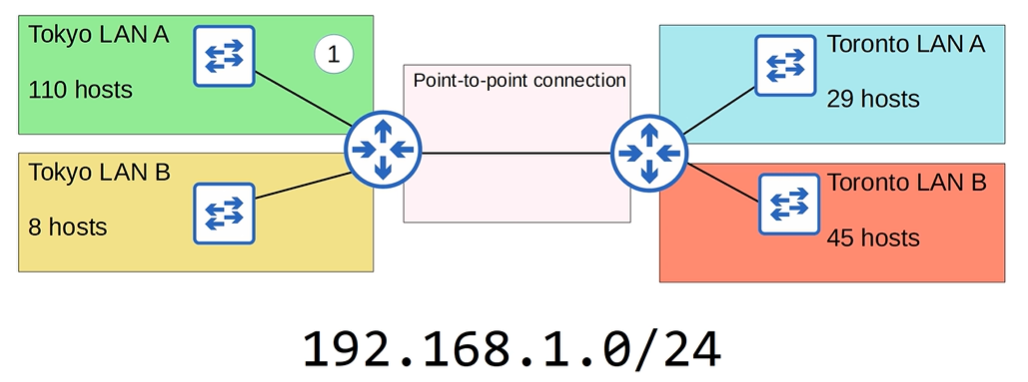 Tokyo LAN A
110 hosts
1
Tokyo LAN B
8 hosts
Point-to-point connection
Toronto LAN A
29 hosts
Toronto LAN B
45 hosts
192.168.1.0/24